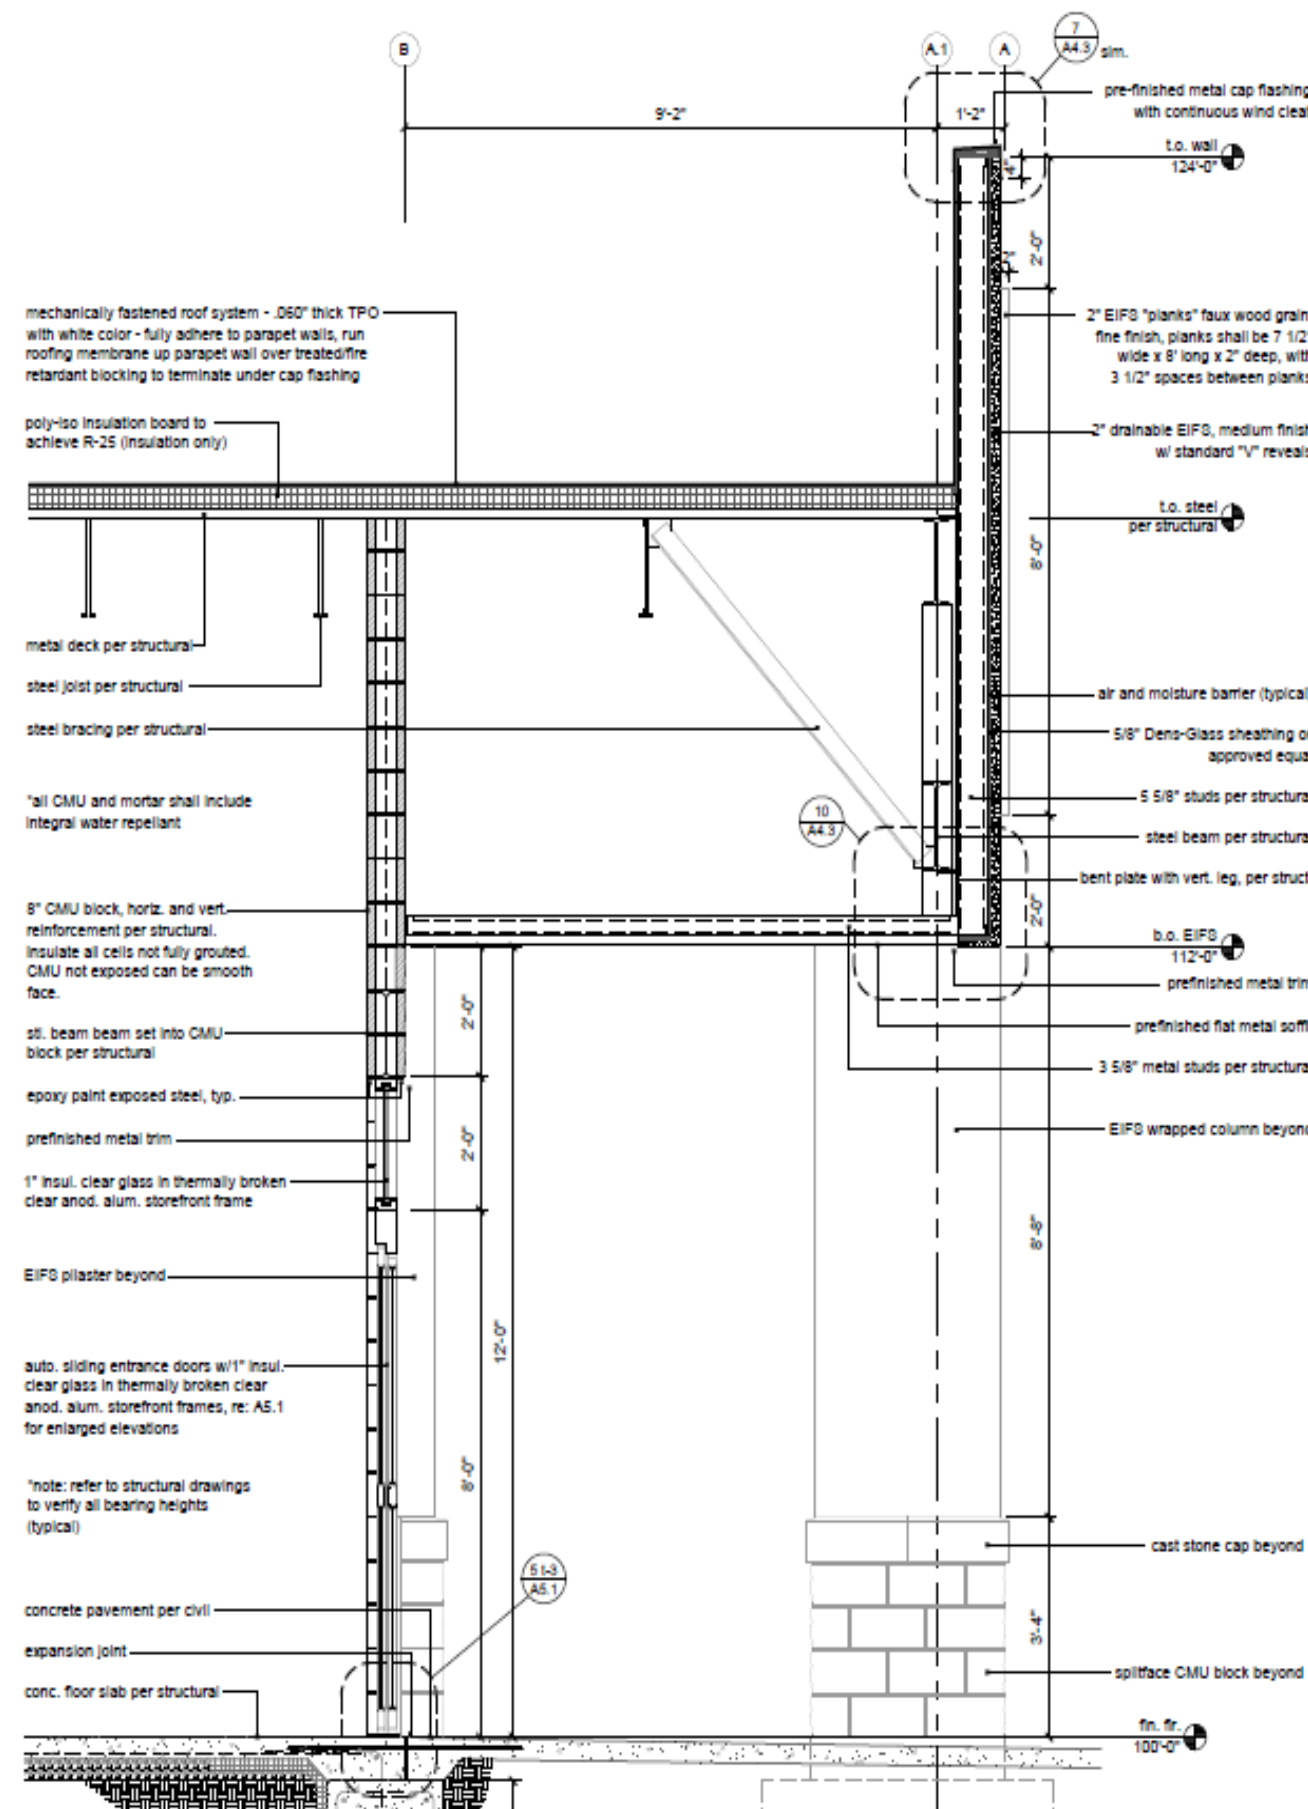 B
A.1
A
7
A4.3
sim.
9'-2"
1'-2"
pre-finished metal cap flashing
with continuous wind cleat
t.o. wall
124'-0"
4"
2'-0"
2"
mechanically fastened roof system - .060" thick TPO
with white color - fully adhere to parapet walls, run
roofing membrane up parapet wall over treated/fire
retardant blocking to terminate under cap flashing
2" EIFS "planks" faux wood grain
fine finish, planks shall be 7 1/2"
wide x 8' long x 2" deep, with
3 1/2" spaces between planks
poly-iso insulation board to
achieve R-25 (insulation only)
2" drainable EIFS, medium finish
w/ standard "V" reveals
t.o. steel
per structural
8'-0"
metal deck per structural
steel joist per structural
steel bracing per structural
air and moisture barrier (typical)
5/8" Dens-Glass sheathing or
approved equa
*all CMU and mortar shall include
integral water repellant
10
A4.3
5 5/8" studs per structura
steel beam per structura
bent plate with vert. leg, per struct
2'-0"
8" CMU block, horiz. and vert.
reinforcement per structural.
Insulate all cells not fully grouted.
CMU not exposed can be smooth
face.
b.o. EIFS
112'-0"
prefinished metal trim
2'-0"
stl. beam beam set into CMU
block per structural
prefinished flat metal soffi
3 5/8" metal studs per structura
epoxy paint exposed steel, typ.
prefinished metal trim
2'-0"
EIFS wrapped column beyond
1" insul. clear glass in thermally broken
clear anod. alum. storefront frame
8'-8"
EIFS pilaster beyond
12'-0"
auto. sliding entrance doors w/1" insul.
clear glass in thermally broken clear
anod. alum. storefront frames, re: A5.1
for enlarged elevations
8'-0"
*note: refer to structural drawings
to verify all bearing heights
(typical)
cast stone cap beyond
5 t-3
A5.1
concrete pavement per civil
3'-4"
expansion joint
splitface CMU block beyond
conc. floor slab per structural
fin. flr.
100'-0"